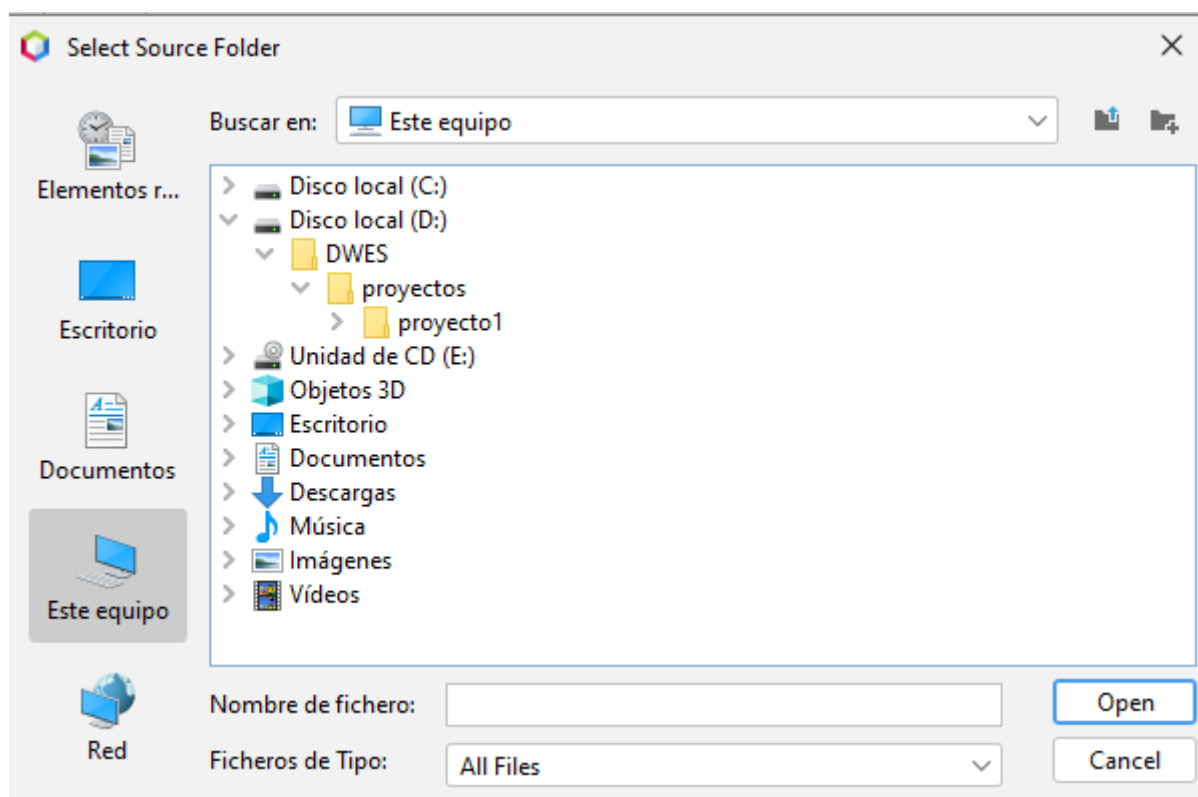 Select Source Folder
Buscar en: Este equipo
Elementos r...
Escritorio
Documentos
Este equipo
Red
Disco local (C:)
Disco local (D:)
DWES
proyectos
proyecto1
Unidad de CD (E:)
Objetos 3D
Escritorio
Documentos
Descargas
Música
Imágenes
Vídeos
Nombre de fichero:
Open
Ficheros de Tipo: All Files
Cancel